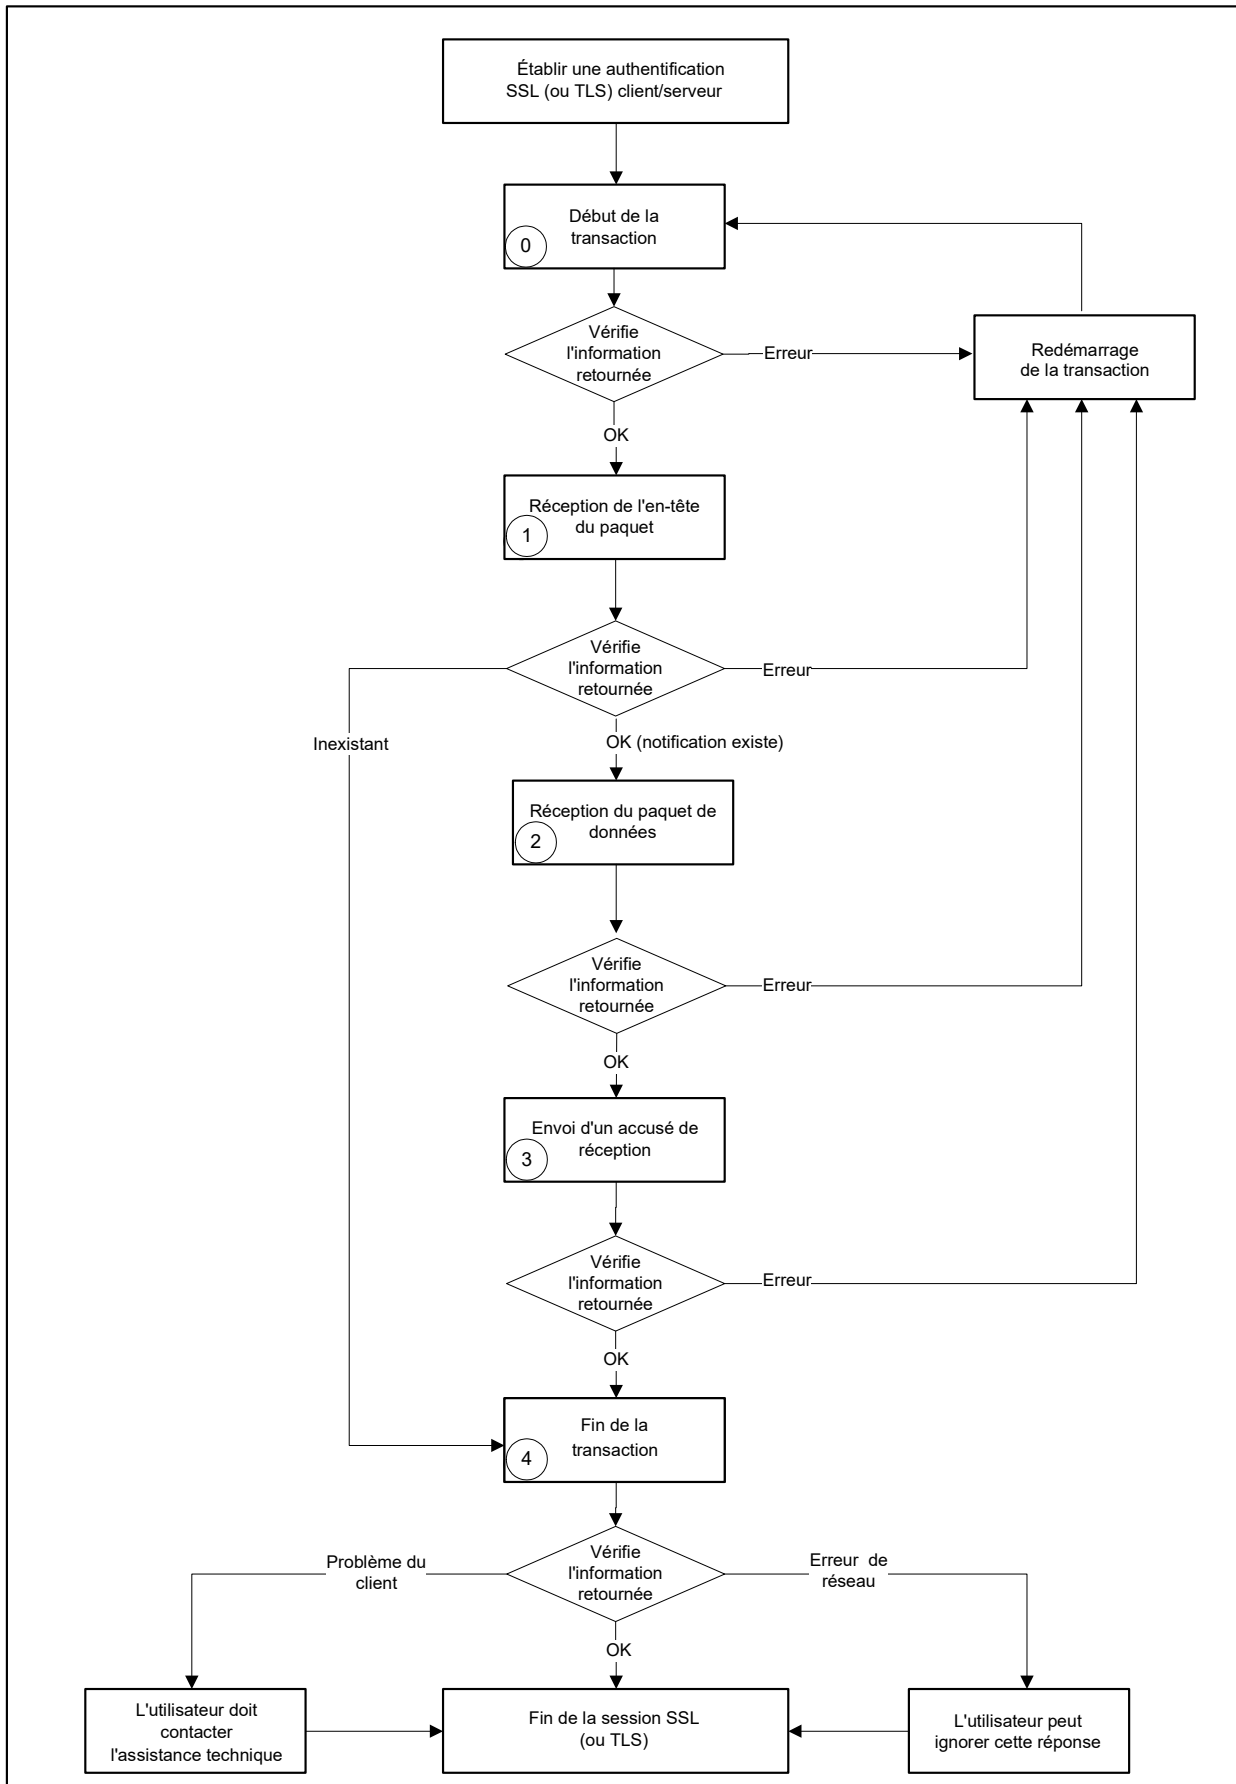 Établir une authentification
SSL (ou TLS) client/serveur
Début de la
transaction
0
Vérifie
l'information
retournée
Erreur
Redémarrage
de la transaction
OK
Réception de l'en-tête
du paquet
1
Vérifie
l'information
retournée
Erreur
Inexistant
OK (notification existe)
Réception du paquet de
données
2
Vérifie
l'information
retournée
Erreur
OK
Envoi d'un accusé de
réception
3
Vérifie
l'information
retournée
Erreur
OK
Fin de la
transaction
4
Problème du
client
Vérifie
l'information
retournée
Erreur de
réseau
OK
L'utilisateur doit
contacter
l'assistance technique
Fin de la session SSL
(ou TLS)
L'utilisateur peut
ignorer cette réponse